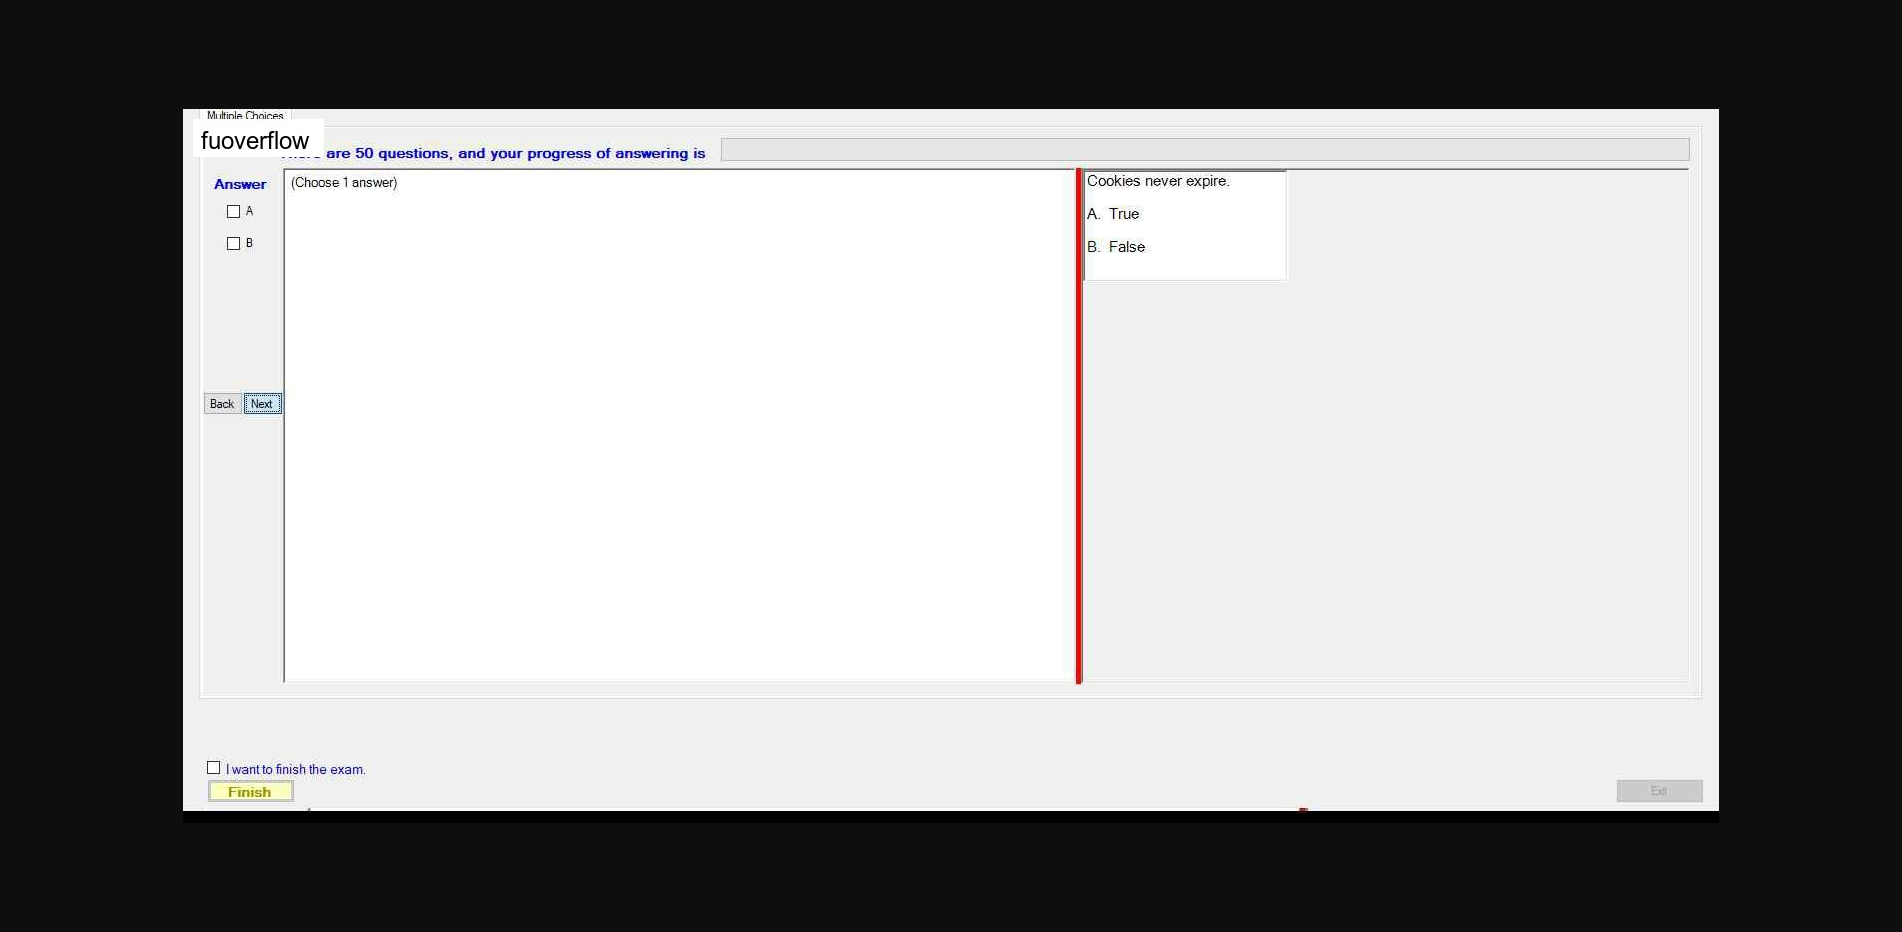 Multiple Choices
fuoverflow
are 50 questions, and your progress of answering is
Answer
(Choose 1 answer)
A
B
Cookies never expire.
A. True
B. False
Back Next
I want to finish the exam.
Finish
Exit